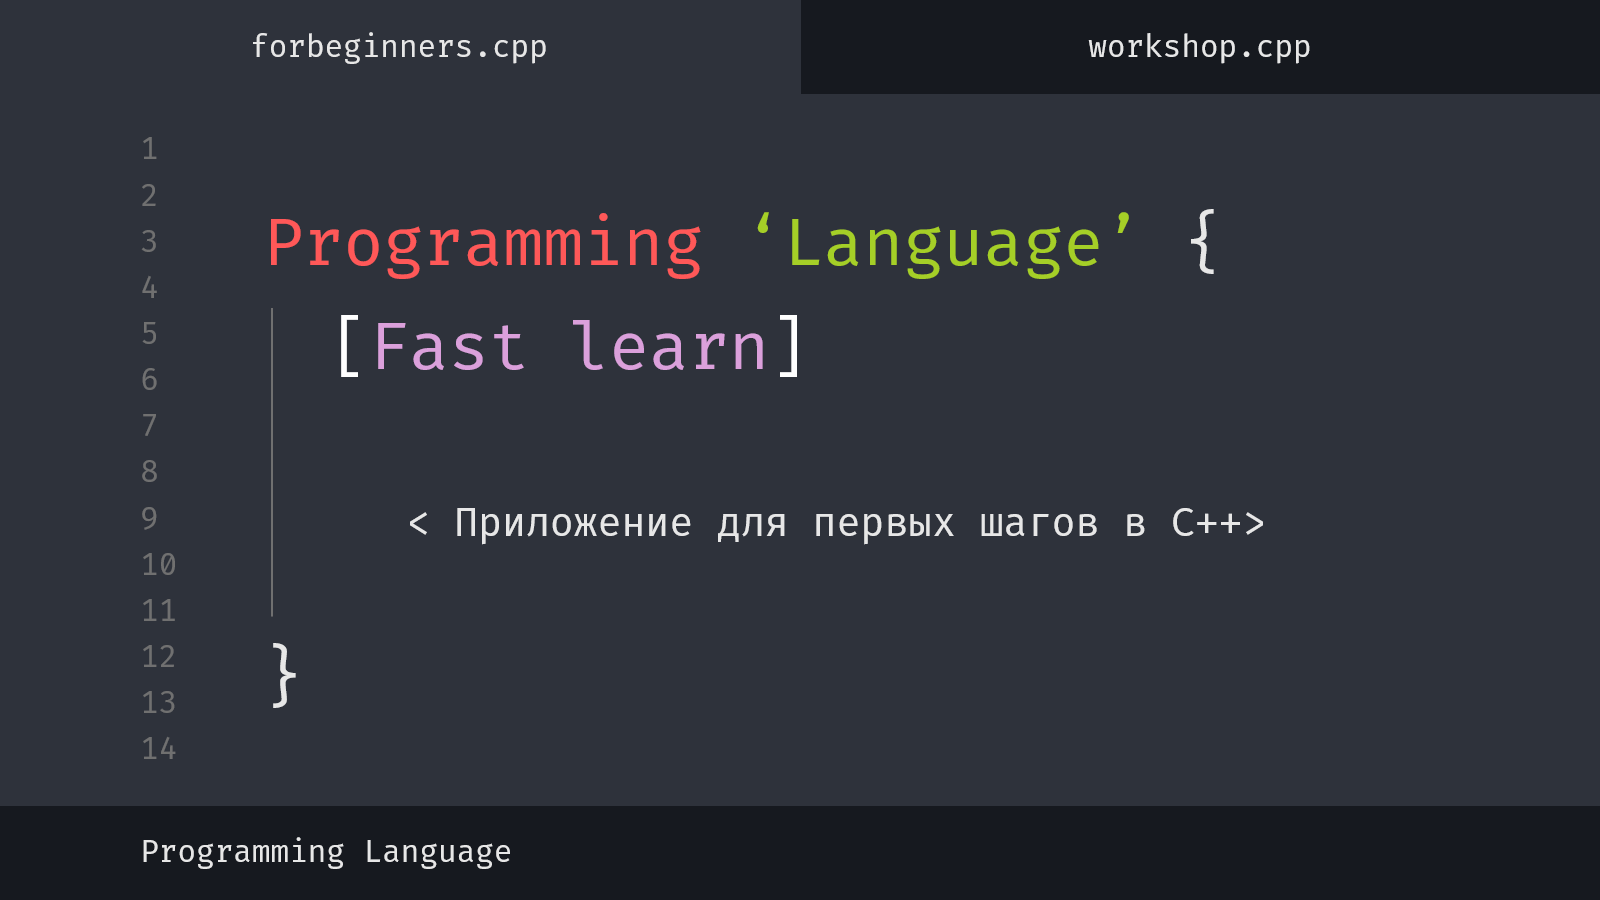 forbeginners.cpp
workshop.cpp
1
2
3
4
5
6
7
8
9
10
11
12
13
14
Programming ‘Language’ {
[Fast learn]
< Приложение для первых шагов в C++>
}
Programming Language